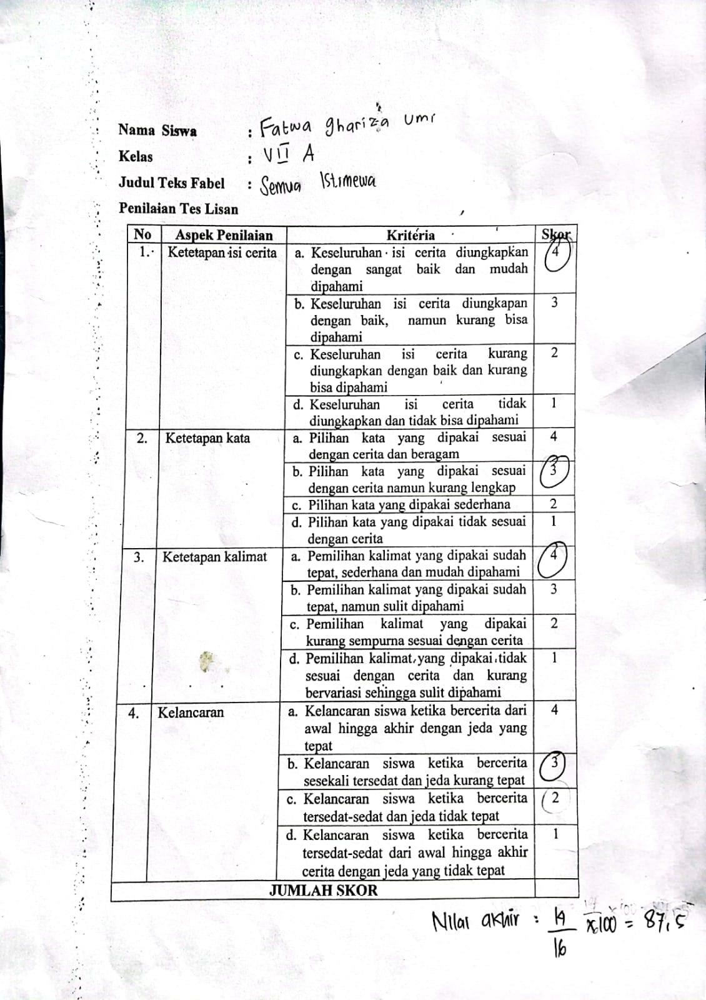 Nama Siswa : Fatwa ghariza umi
Kelas : VII A
Judul Teks Fabel : Semua Istimewa
Penilaian Tes Lisan
No Aspek Penilaian Kriteria Skor
1. Ketetapan isi cerita a. Keseluruhan isi cerita diungkapkan 4
dengan sangat baik dan mudah
dipahami
b. Keseluruhan isi cerita diungkapan 3
dengan baik, namun kurang bisa
dipahami
c. Keseluruhan isi cerita kurang 2
diungkapkan dengan baik dan kurang
bisa dipahami
d. Keseluruhan isi cerita tidak 1
diungkapkan dan tidak bisa dipahami
2. Ketetapan kata a. Pilihan kata yang dipakai sesuai 4
dengan cerita dan beragam
b. Pilihan kata yang dipakai sesuai 3
dengan cerita namun kurang lengkap
c. Pilihan kata yang dipakai sederhana 2
d. Pilihan kata yang dipakai tidak sesuai 1
dengan cerita
3. Ketetapan kalimat a. Pemilihan kalimat yang dipakai sudah 4
tepat, sederhana dan mudah dipahami
b. Pemilihan kalimat yang dipakai sudah 3
tepat, namun sulit dipahami
c. Pemilihan kalimat yang dipakai 2
kurang sempurna sesuai dengan cerita
d. Pemilihan kalimat yang dipakai tidak 1
sesuai dengan cerita dan kurang
bervariasi sehingga sulit dipahami
4. Kelancaran a. Kelancaran siswa ketika bercerita dari 4
awal hingga akhir dengan jeda yang
tepat
b. Kelancaran siswa ketika bercerita 3
sesekali tersedat dan jeda kurang tepat
c. Kelancaran siswa ketika bercerita 2
tersedat-sedat dan jeda tidak tepat
d. Kelancaran siswa ketika bercerita 1
tersedat-sedat dari awal hingga akhir
cerita dengan jeda yang tidak tepat
JUMLAH SKOR
Nilai akhir : 14 x 100 = 87,5
16